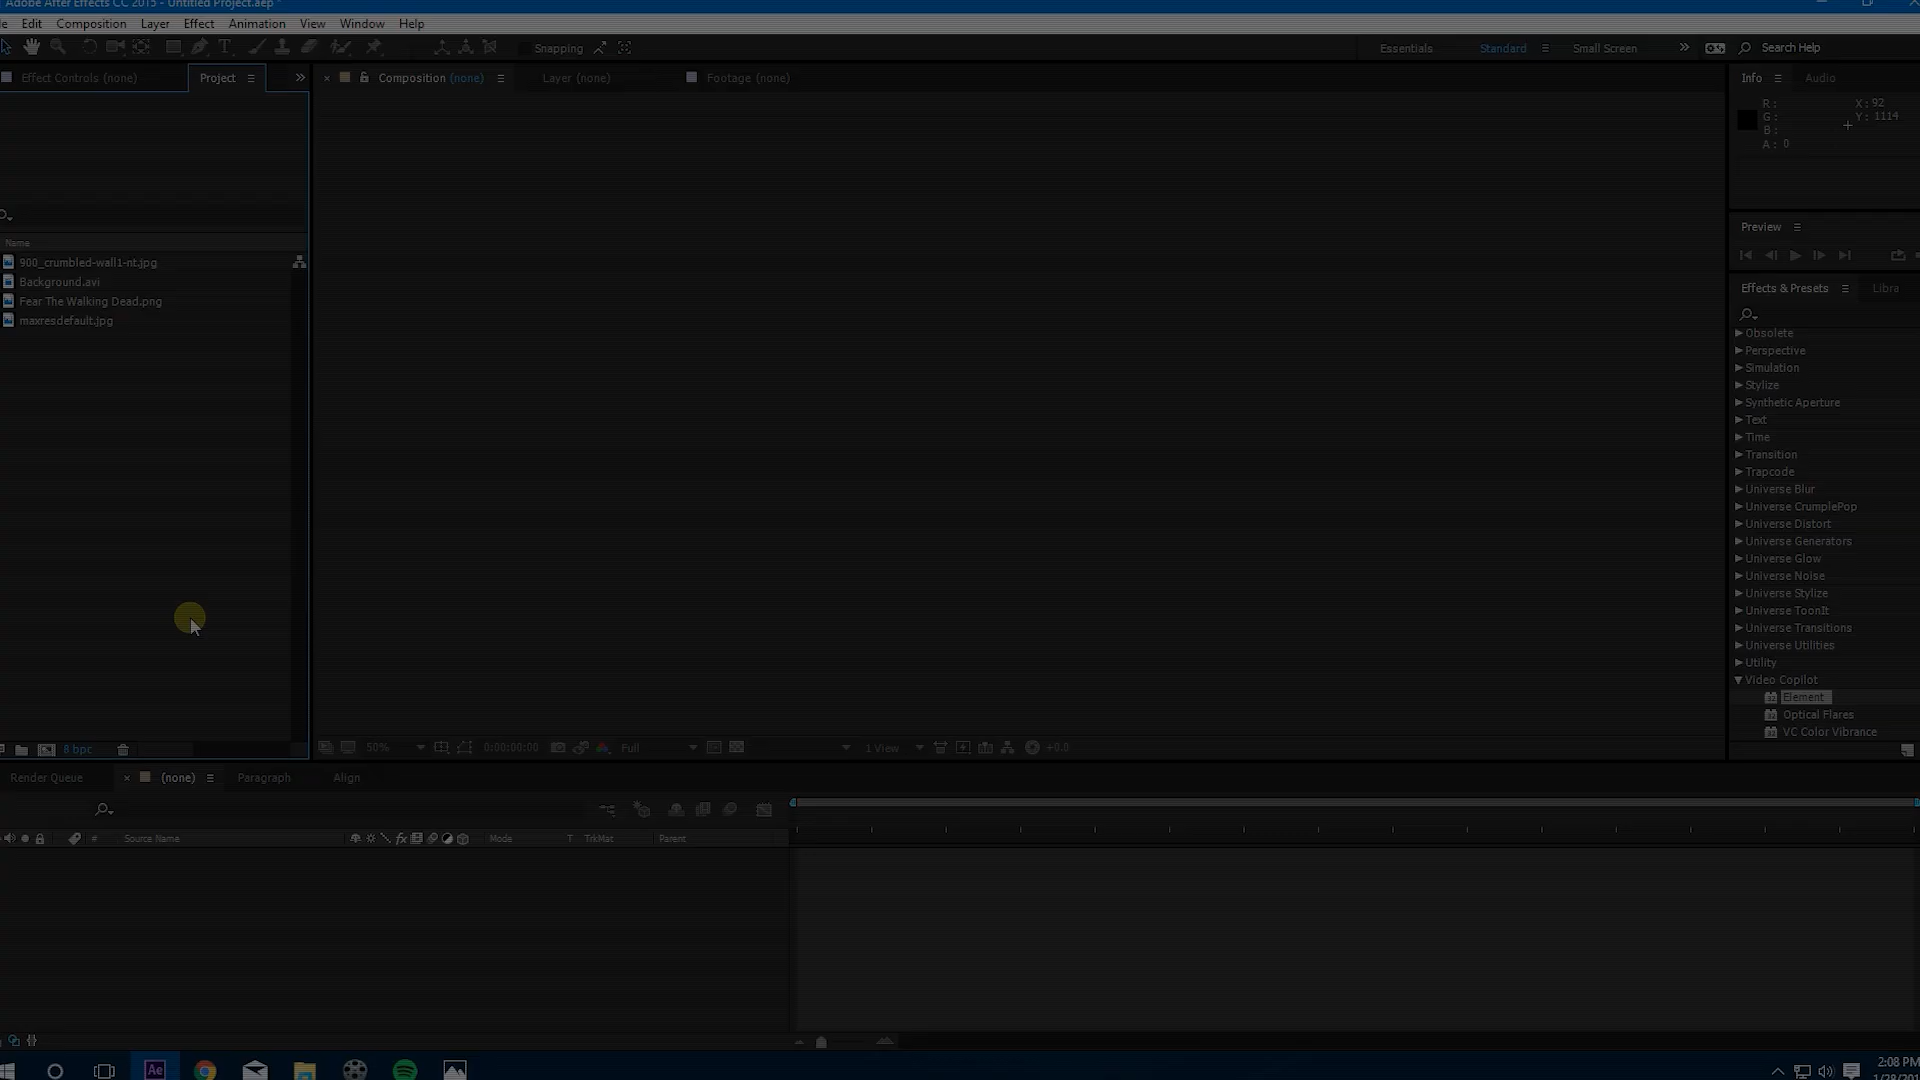 Adobe After Effects CC 2015 - Untitled Project.aep *
Edit Composition Layer Effect Animation View Window Help
Snapping
Essentials Standard Small Screen Search Help
Effect Controls (none) Project
Composition (none) Layer (none) Footage (none)
Info Audio
R:
G:
B:
A: 0
X: 92
Y: 1114
Preview
Effects & Presets Libra
Name
900_crumbled-wall1-nt.jpg
Background.avi
Fear The Walking Dead.png
maxresdefault.jpg
Obsolete
Perspective
Simulation
Stylize
Synthetic Aperture
Text
Time
Transition
Trapcode
Universe Blur
Universe CrumplePop
Universe Distort
Universe Generators
Universe Glow
Universe Noise
Universe Stylize
Universe ToonIt
Universe Transitions
Universe Utilities
Utility
Video Copilot
Element
Optical Flares
VC Color Vibrance
8 bpc
50% 0:00:00:00 Full 1 View +0.0
Render Queue (none) Paragraph Align
# Source Name fx Mode T TrkMat Parent
Ae
2:08 PM